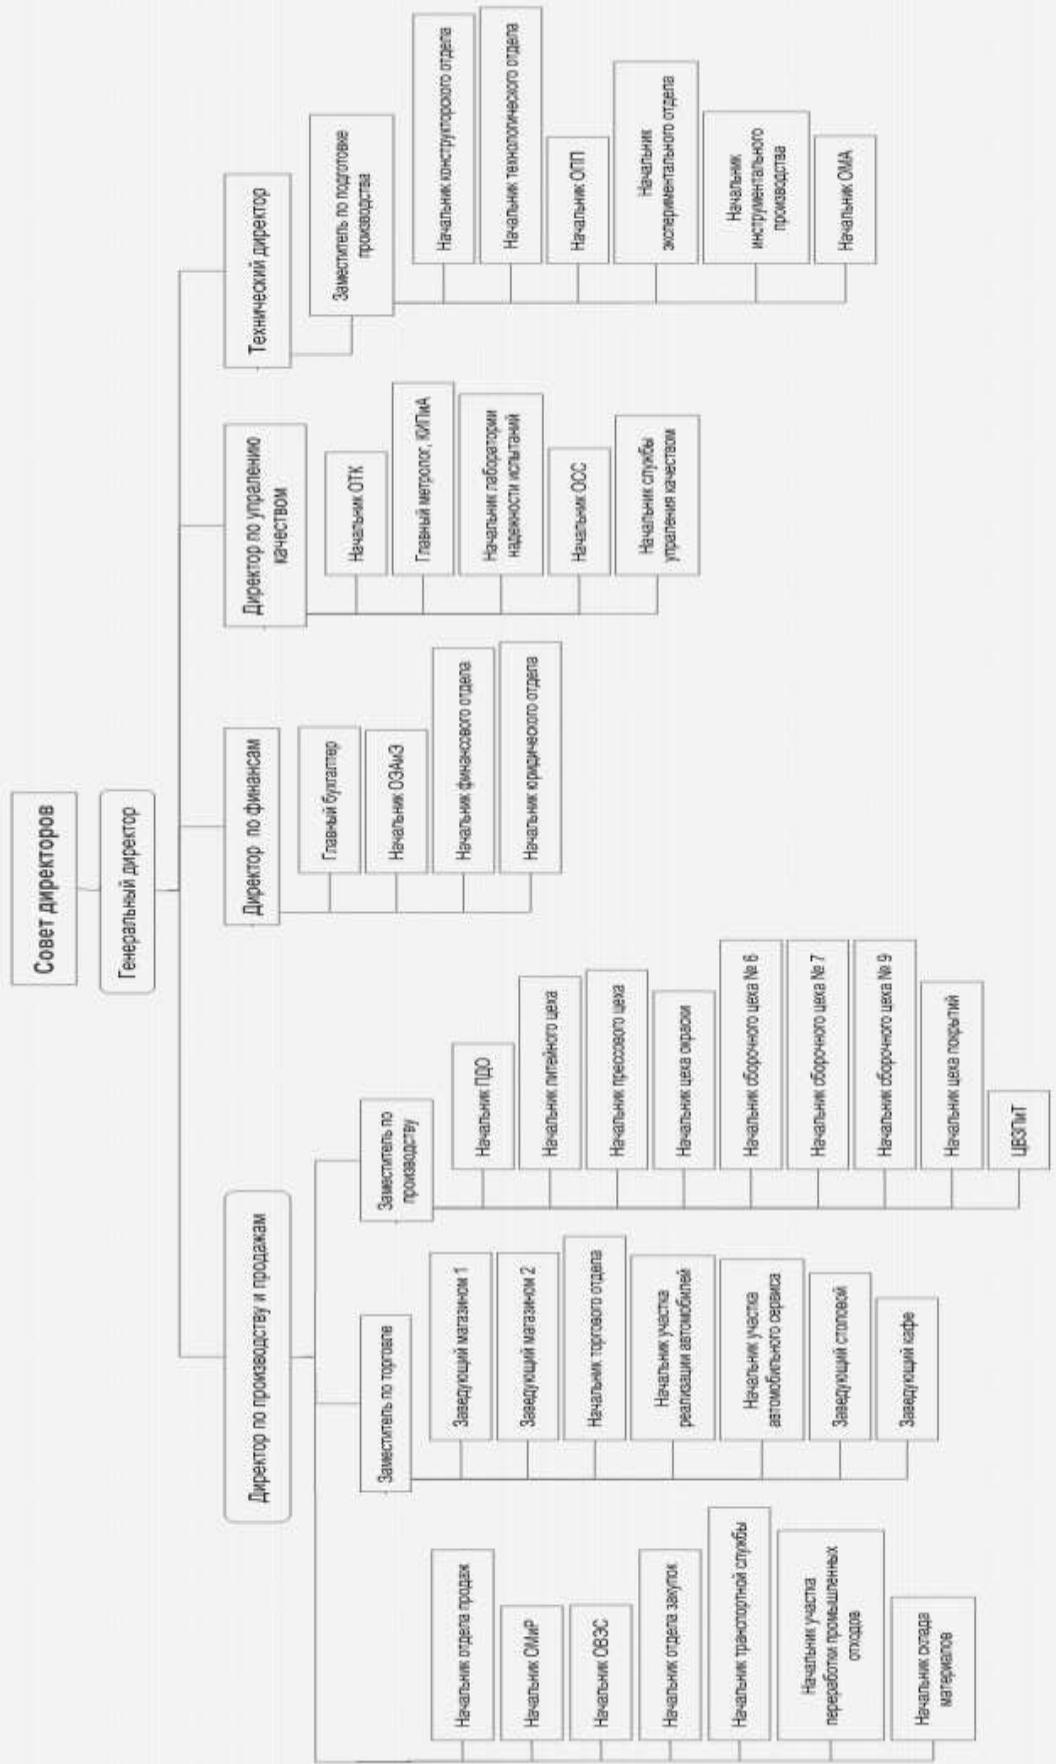 Совет директоров
Генеральный директор
Директор по производству и продажам
Начальник отдела продаж
Начальник ОМиР
Начальник ОВЭС
Начальник отдела закупок
Начальник транспортной службы
Начальник участка
переработки промышленных
отходов
Начальник склада
материалов
Заместитель по торговле
Заведующий магазином 1
Заведующий магазином 2
Начальник торгового отдела
Начальник участка
реализации автомобилей
Начальник участка
автомобильного сервиса
Заведующий столовой
Заведующий кафе
Заместитель по
производству
Начальник ПДО
Начальник литейного цеха
Начальник прессового цеха
Начальник цеха окраски
Начальник сборочного цеха № 6
Начальник сборочного цеха № 7
Начальник сборочного цеха № 9
Начальник цеха покрытий
ЦВЗПиТ
Директор по финансам
Главный бухгалтер
Начальник ОЭАиЭ
Начальник финансового отдела
Начальник юридического отдела
Директор по упралению
качеством
Начальник ОТК
Главный метролог, КИПиА
Начальник лаборатории
надежности испытаний
Начальник ОСС
Начальник службы
упраления качеством
Технический директор
Заместитель по подготовке
производства
Начальник конструкторского отдела
Начальник технологического отдела
Начальник ОПП
Начальник
экспериментального отдела
Начальник
инструментального
производства
Начальник ОМА